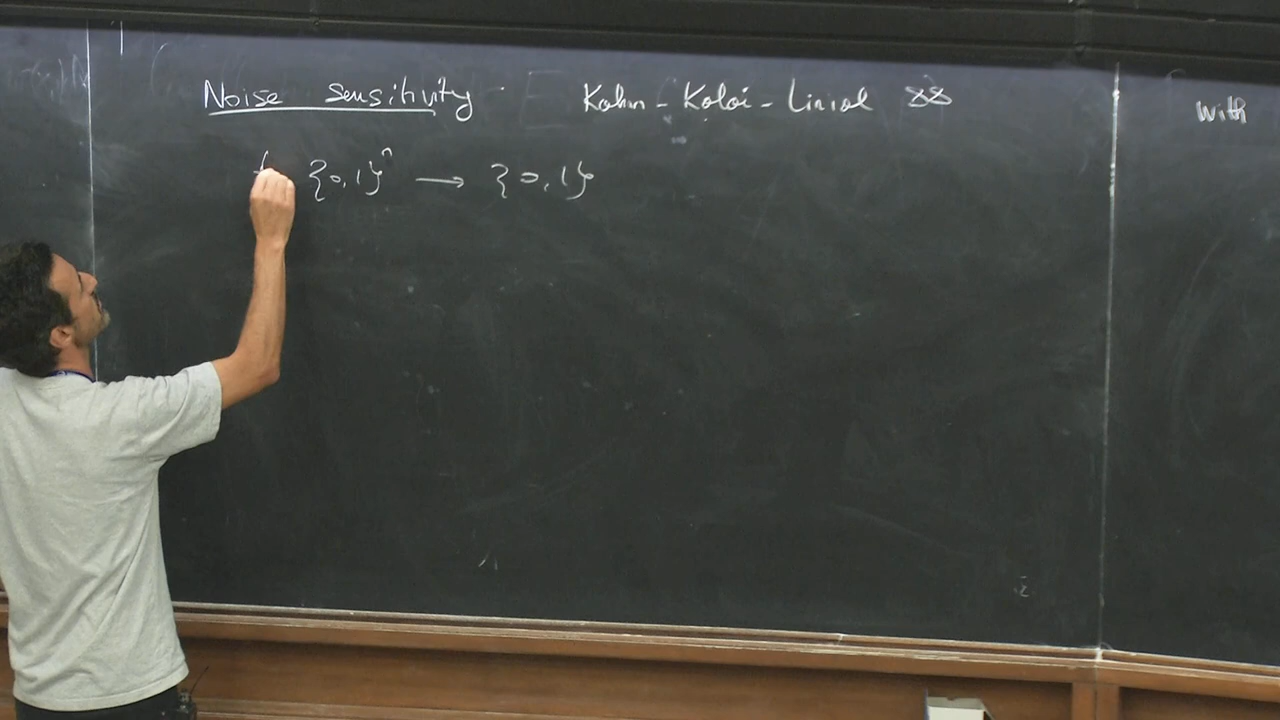 Noise Sensitivity Kahn - Kalai - Linial 88
f {0,1}^n → {0,1}
With